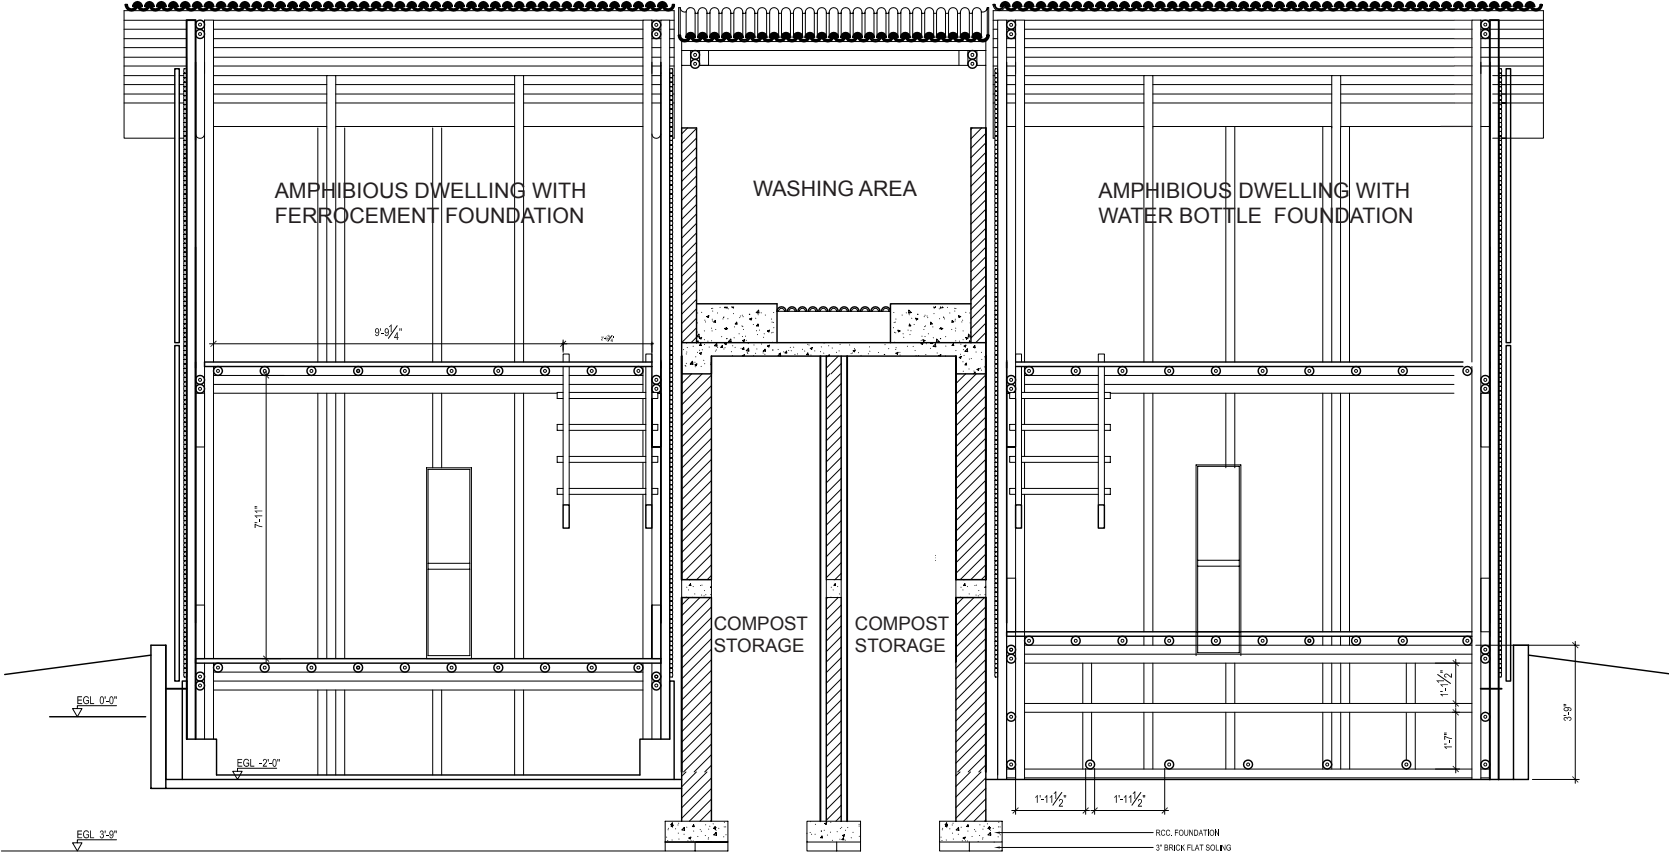 AMPHIBIOUS DWELLING WITH
FERROCEMENT FOUNDATION
WASHING AREA
AMPHIBIOUS DWELLING WITH
WATER BOTTLE FOUNDATION
9'-9¼"
7'-11"
COMPOST
STORAGE
COMPOST
STORAGE
EGL 0'-0"
EGL -2'-0"
EGL 3'-9"
1'-1½"
1'-7"
3'-9"
1'-11½"
1'-11½"
RCC. FOUNDATION
3" BRICK FLAT SOLING